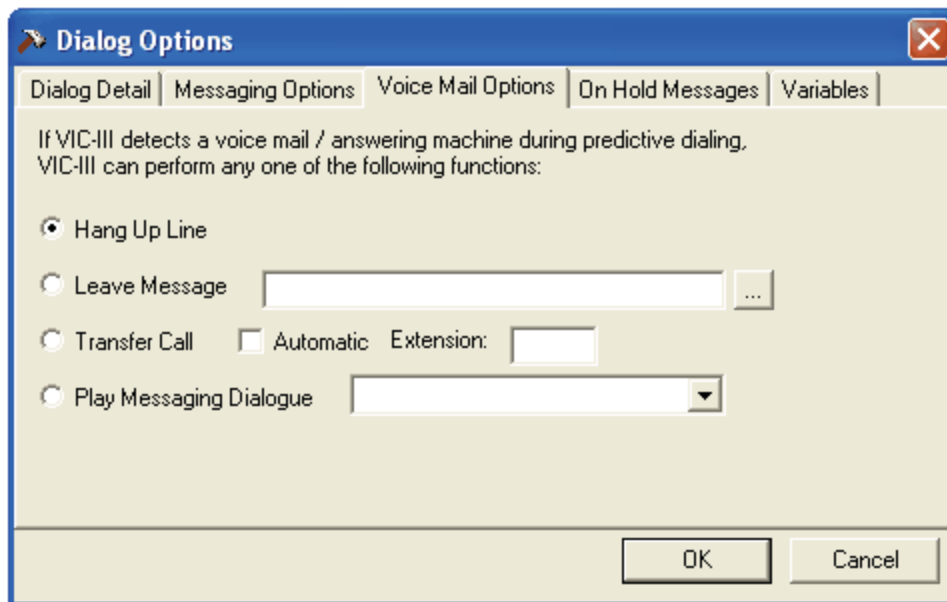 Dialog Options
Dialog Detail Messaging Options Voice Mail Options On Hold Messages Variables
If VIC-III detects a voice mail / answering machine during predictive dialing,
VIC-III can perform any one of the following functions:
Hang Up Line
Leave Message ...
Transfer Call Automatic Extension:
Play Messaging Dialogue
OK Cancel